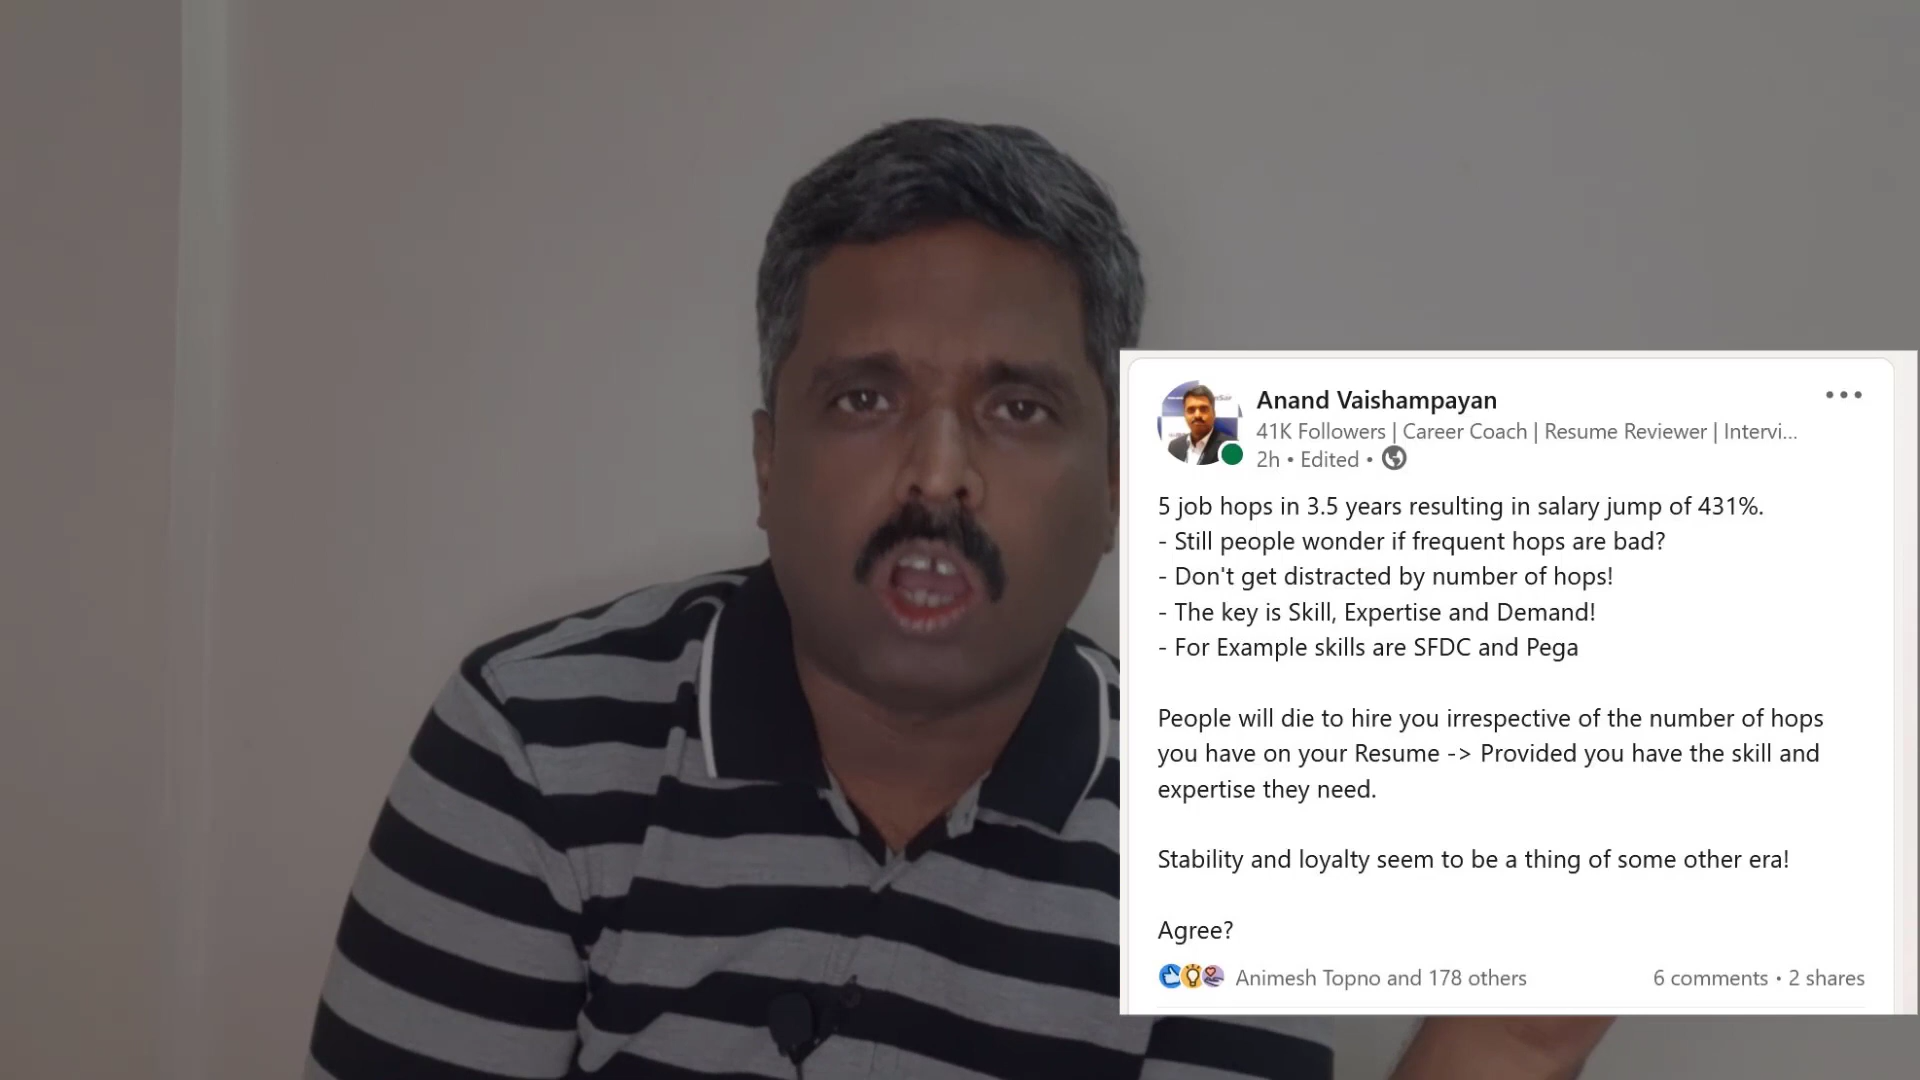 Anand Vaishampayan
41K Followers | Career Coach | Resume Reviewer | Intervi...
2h • Edited •
5 job hops in 3.5 years resulting in salary jump of 431%.
- Still people wonder if frequent hops are bad?
- Don't get distracted by number of hops!
- The key is Skill, Expertise and Demand!
- For Example skills are SFDC and Pega
People will die to hire you irrespective of the number of hops
you have on your Resume -> Provided you have the skill and
expertise they need.
Stability and loyalty seem to be a thing of some other era!
Agree?
Animesh Topno and 178 others
6 comments • 2 shares